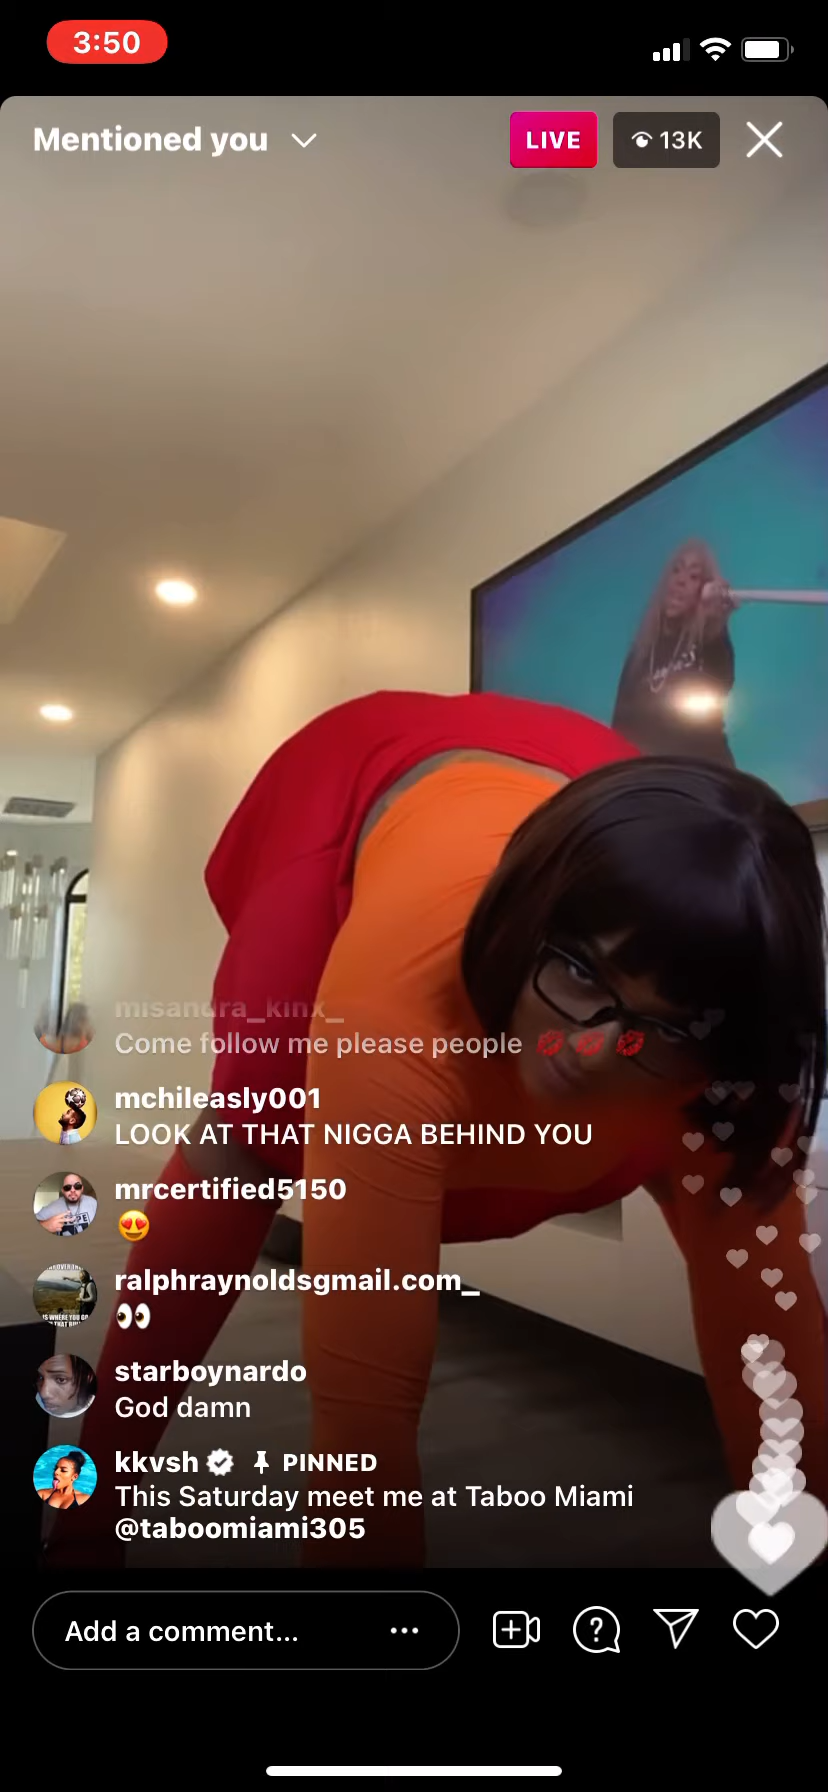 3:50
Mentioned you
LIVE
13K
misandra_kinx_
Come follow me please people 💋 💋 💋
mchileasly001
LOOK AT THAT NIGGA BEHIND YOU
mrcertified5150
😍
ralphraynoldsgmail.com_
👀
starboynardo
God damn
kkvsh PINNED
This Saturday meet me at Taboo Miami
@taboomiami305
Add a comment...